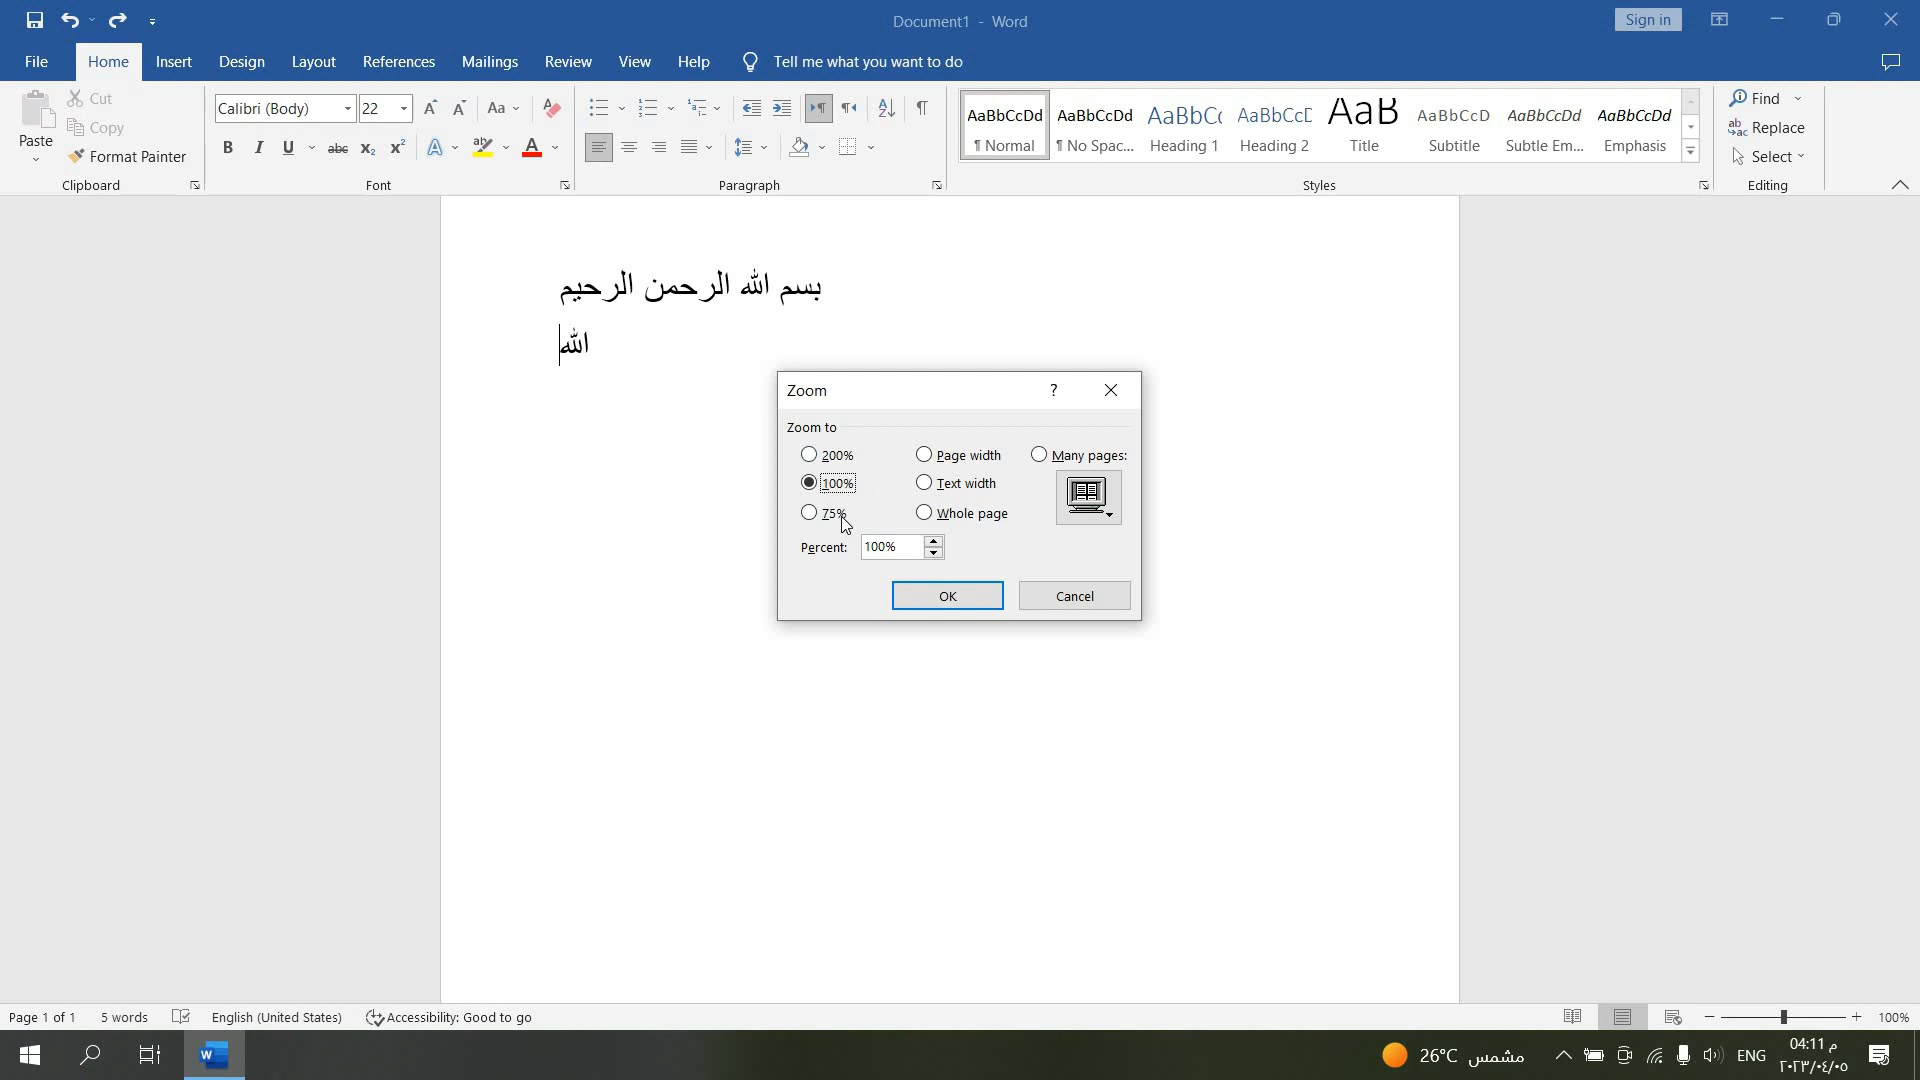 Document1 - Word
Sign in
File Home Insert Design Layout References Mailings Review View Help Tell me what you want to do
Paste
Cut
Copy
Format Painter
Clipboard
Calibri (Body) 22
Aa
B I U abc x₂ x² A A
Font
Paragraph
AaBbCcDd
¶ Normal
AaBbCcDd
¶ No Spac...
AaBbCc
Heading 1
AaBbCcD
Heading 2
AaB
Title
AaBbCcD
Subtitle
AaBbCcDd
Subtle Em...
AaBbCcDd
Emphasis
Styles
Find
Replace
Select
Editing
بسم الله الرحمن الرحيم
الله
Zoom ?
Zoom to
200% Page width Many pages:
100% Text width
75% Whole page
Percent: 100%
OK Cancel
Page 1 of 1 5 words English (United States) Accessibility: Good to go 100%
26°C مشمس ENG 04:11 م
٢٠٢٣/٠٤/٠٥